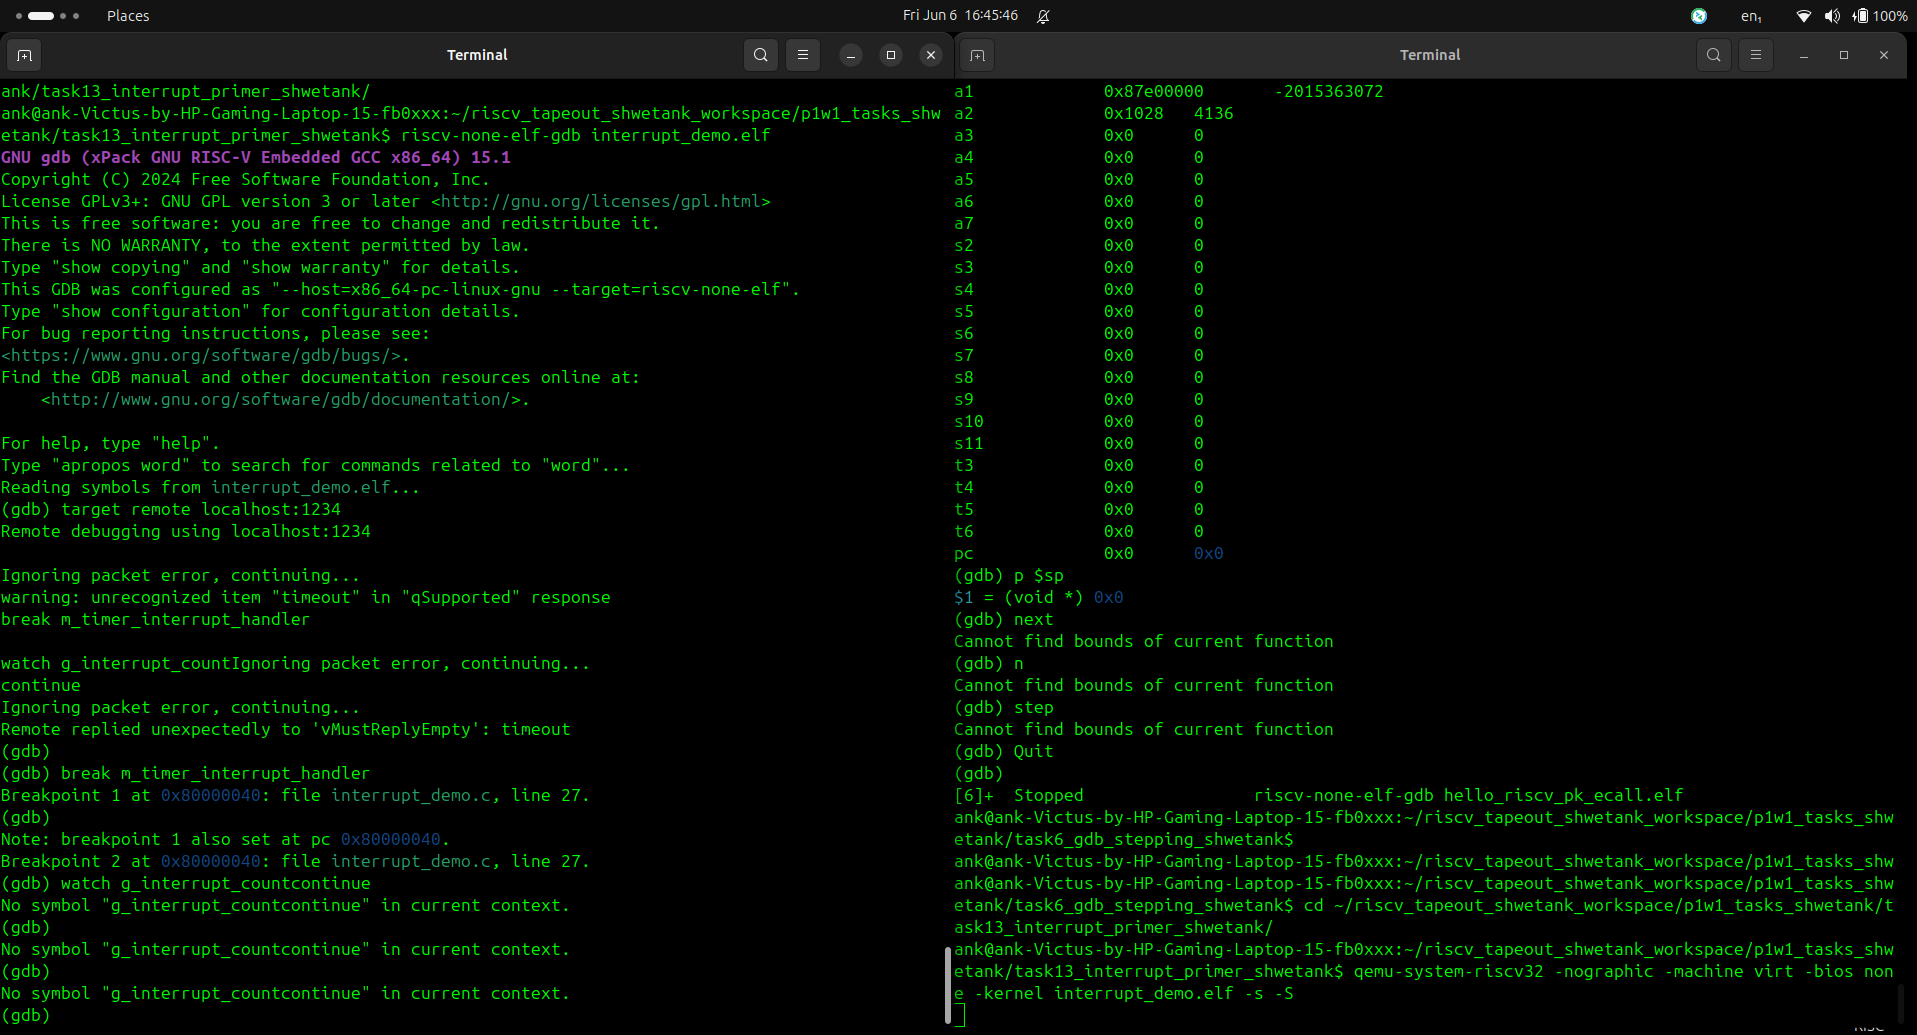 Places
Fri Jun 6 16:45:46
en₁
100%
Terminal
ank/task13_interrupt_primer_shwetank/
ank@ank-Victus-by-HP-Gaming-Laptop-15-fb0xxx:~/riscv_tapeout_shwetank_workspace/p1w1_tasks_shw
etank/task13_interrupt_primer_shwetank$ riscv-none-elf-gdb interrupt_demo.elf
GNU gdb (xPack GNU RISC-V Embedded GCC x86_64) 15.1
Copyright (C) 2024 Free Software Foundation, Inc.
License GPLv3+: GNU GPL version 3 or later <http://gnu.org/licenses/gpl.html>
This is free software: you are free to change and redistribute it.
There is NO WARRANTY, to the extent permitted by law.
Type "show copying" and "show warranty" for details.
This GDB was configured as "--host=x86_64-pc-linux-gnu --target=riscv-none-elf".
Type "show configuration" for configuration details.
For bug reporting instructions, please see:
<https://www.gnu.org/software/gdb/bugs/>.
Find the GDB manual and other documentation resources online at:
    <http://www.gnu.org/software/gdb/documentation/>.
For help, type "help".
Type "apropos word" to search for commands related to "word"...
Reading symbols from interrupt_demo.elf...
(gdb) target remote localhost:1234
Remote debugging using localhost:1234
Ignoring packet error, continuing...
warning: unrecognized item "timeout" in "qSupported" response
break m_timer_interrupt_handler
watch g_interrupt_countIgnoring packet error, continuing...
continue
Ignoring packet error, continuing...
Remote replied unexpectedly to 'vMustReplyEmpty': timeout
(gdb)
(gdb) break m_timer_interrupt_handler
Breakpoint 1 at 0x80000040: file interrupt_demo.c, line 27.
(gdb)
Note: breakpoint 1 also set at pc 0x80000040.
Breakpoint 2 at 0x80000040: file interrupt_demo.c, line 27.
(gdb) watch g_interrupt_countcontinue
No symbol "g_interrupt_countcontinue" in current context.
(gdb)
No symbol "g_interrupt_countcontinue" in current context.
(gdb)
No symbol "g_interrupt_countcontinue" in current context.
(gdb)
Terminal
a1 0x87e00000 -2015363072
a2 0x1028 4136
a3 0x0 0
a4 0x0 0
a5 0x0 0
a6 0x0 0
a7 0x0 0
s2 0x0 0
s3 0x0 0
s4 0x0 0
s5 0x0 0
s6 0x0 0
s7 0x0 0
s8 0x0 0
s9 0x0 0
s10 0x0 0
s11 0x0 0
t3 0x0 0
t4 0x0 0
t5 0x0 0
t6 0x0 0
pc 0x0 0x0
(gdb) p $sp
$1 = (void *) 0x0
(gdb) next
Cannot find bounds of current function
(gdb) n
Cannot find bounds of current function
(gdb) step
Cannot find bounds of current function
(gdb) Quit
(gdb)
[6]+ Stopped riscv-none-elf-gdb hello_riscv_pk_ecall.elf
ank@ank-Victus-by-HP-Gaming-Laptop-15-fb0xxx:~/riscv_tapeout_shwetank_workspace/p1w1_tasks_shw
etank/task6_gdb_stepping_shwetank$
ank@ank-Victus-by-HP-Gaming-Laptop-15-fb0xxx:~/riscv_tapeout_shwetank_workspace/p1w1_tasks_shw
ank@ank-Victus-by-HP-Gaming-Laptop-15-fb0xxx:~/riscv_tapeout_shwetank_workspace/p1w1_tasks_shw
etank/task6_gdb_stepping_shwetank$ cd ~/riscv_tapeout_shwetank_workspace/p1w1_tasks_shwetank/t
ask13_interrupt_primer_shwetank/
ank@ank-Victus-by-HP-Gaming-Laptop-15-fb0xxx:~/riscv_tapeout_shwetank_workspace/p1w1_tasks_shw
etank/task13_interrupt_primer_shwetank$ qemu-system-riscv32 -nographic -machine virt -bios non
e -kernel interrupt_demo.elf -s -S